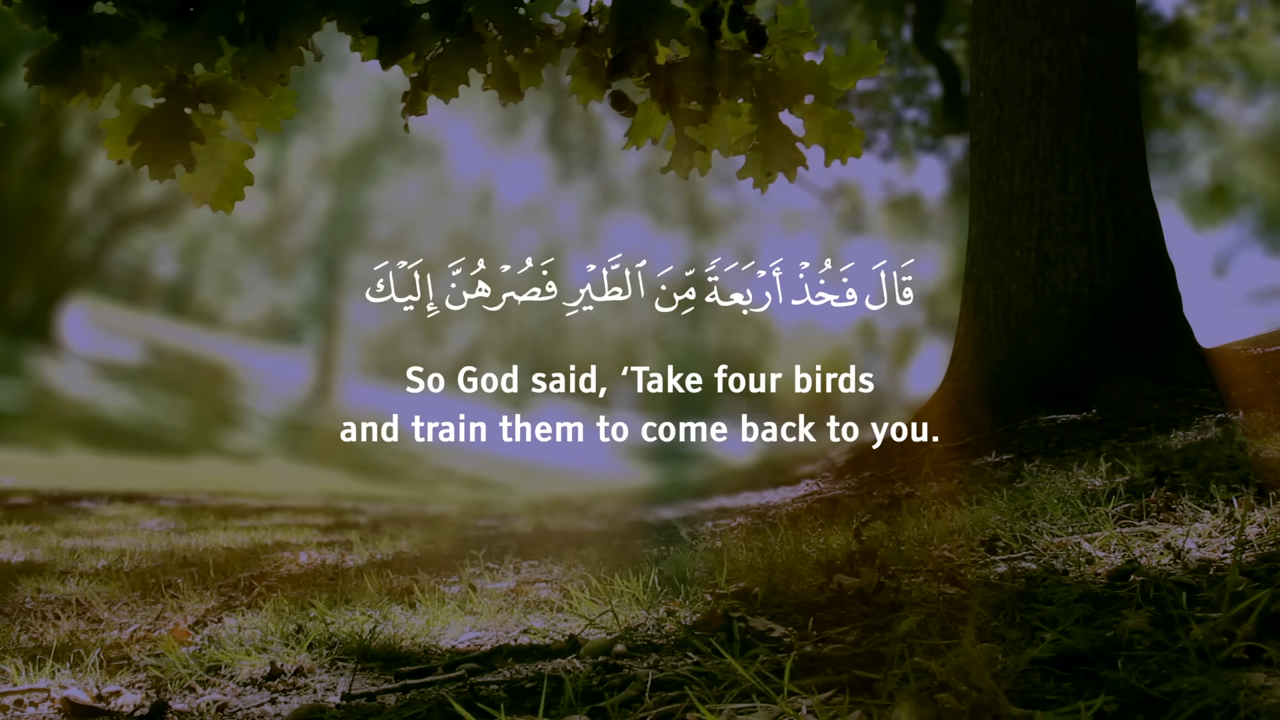 قَالَ فَخُذۡ أَرۡبَعَةٗ مِّنَ ٱلطَّيۡرِ فَصُرۡهُنَّ إِلَيۡكَ
So God said, ‘Take four birds
and train them to come back to you.